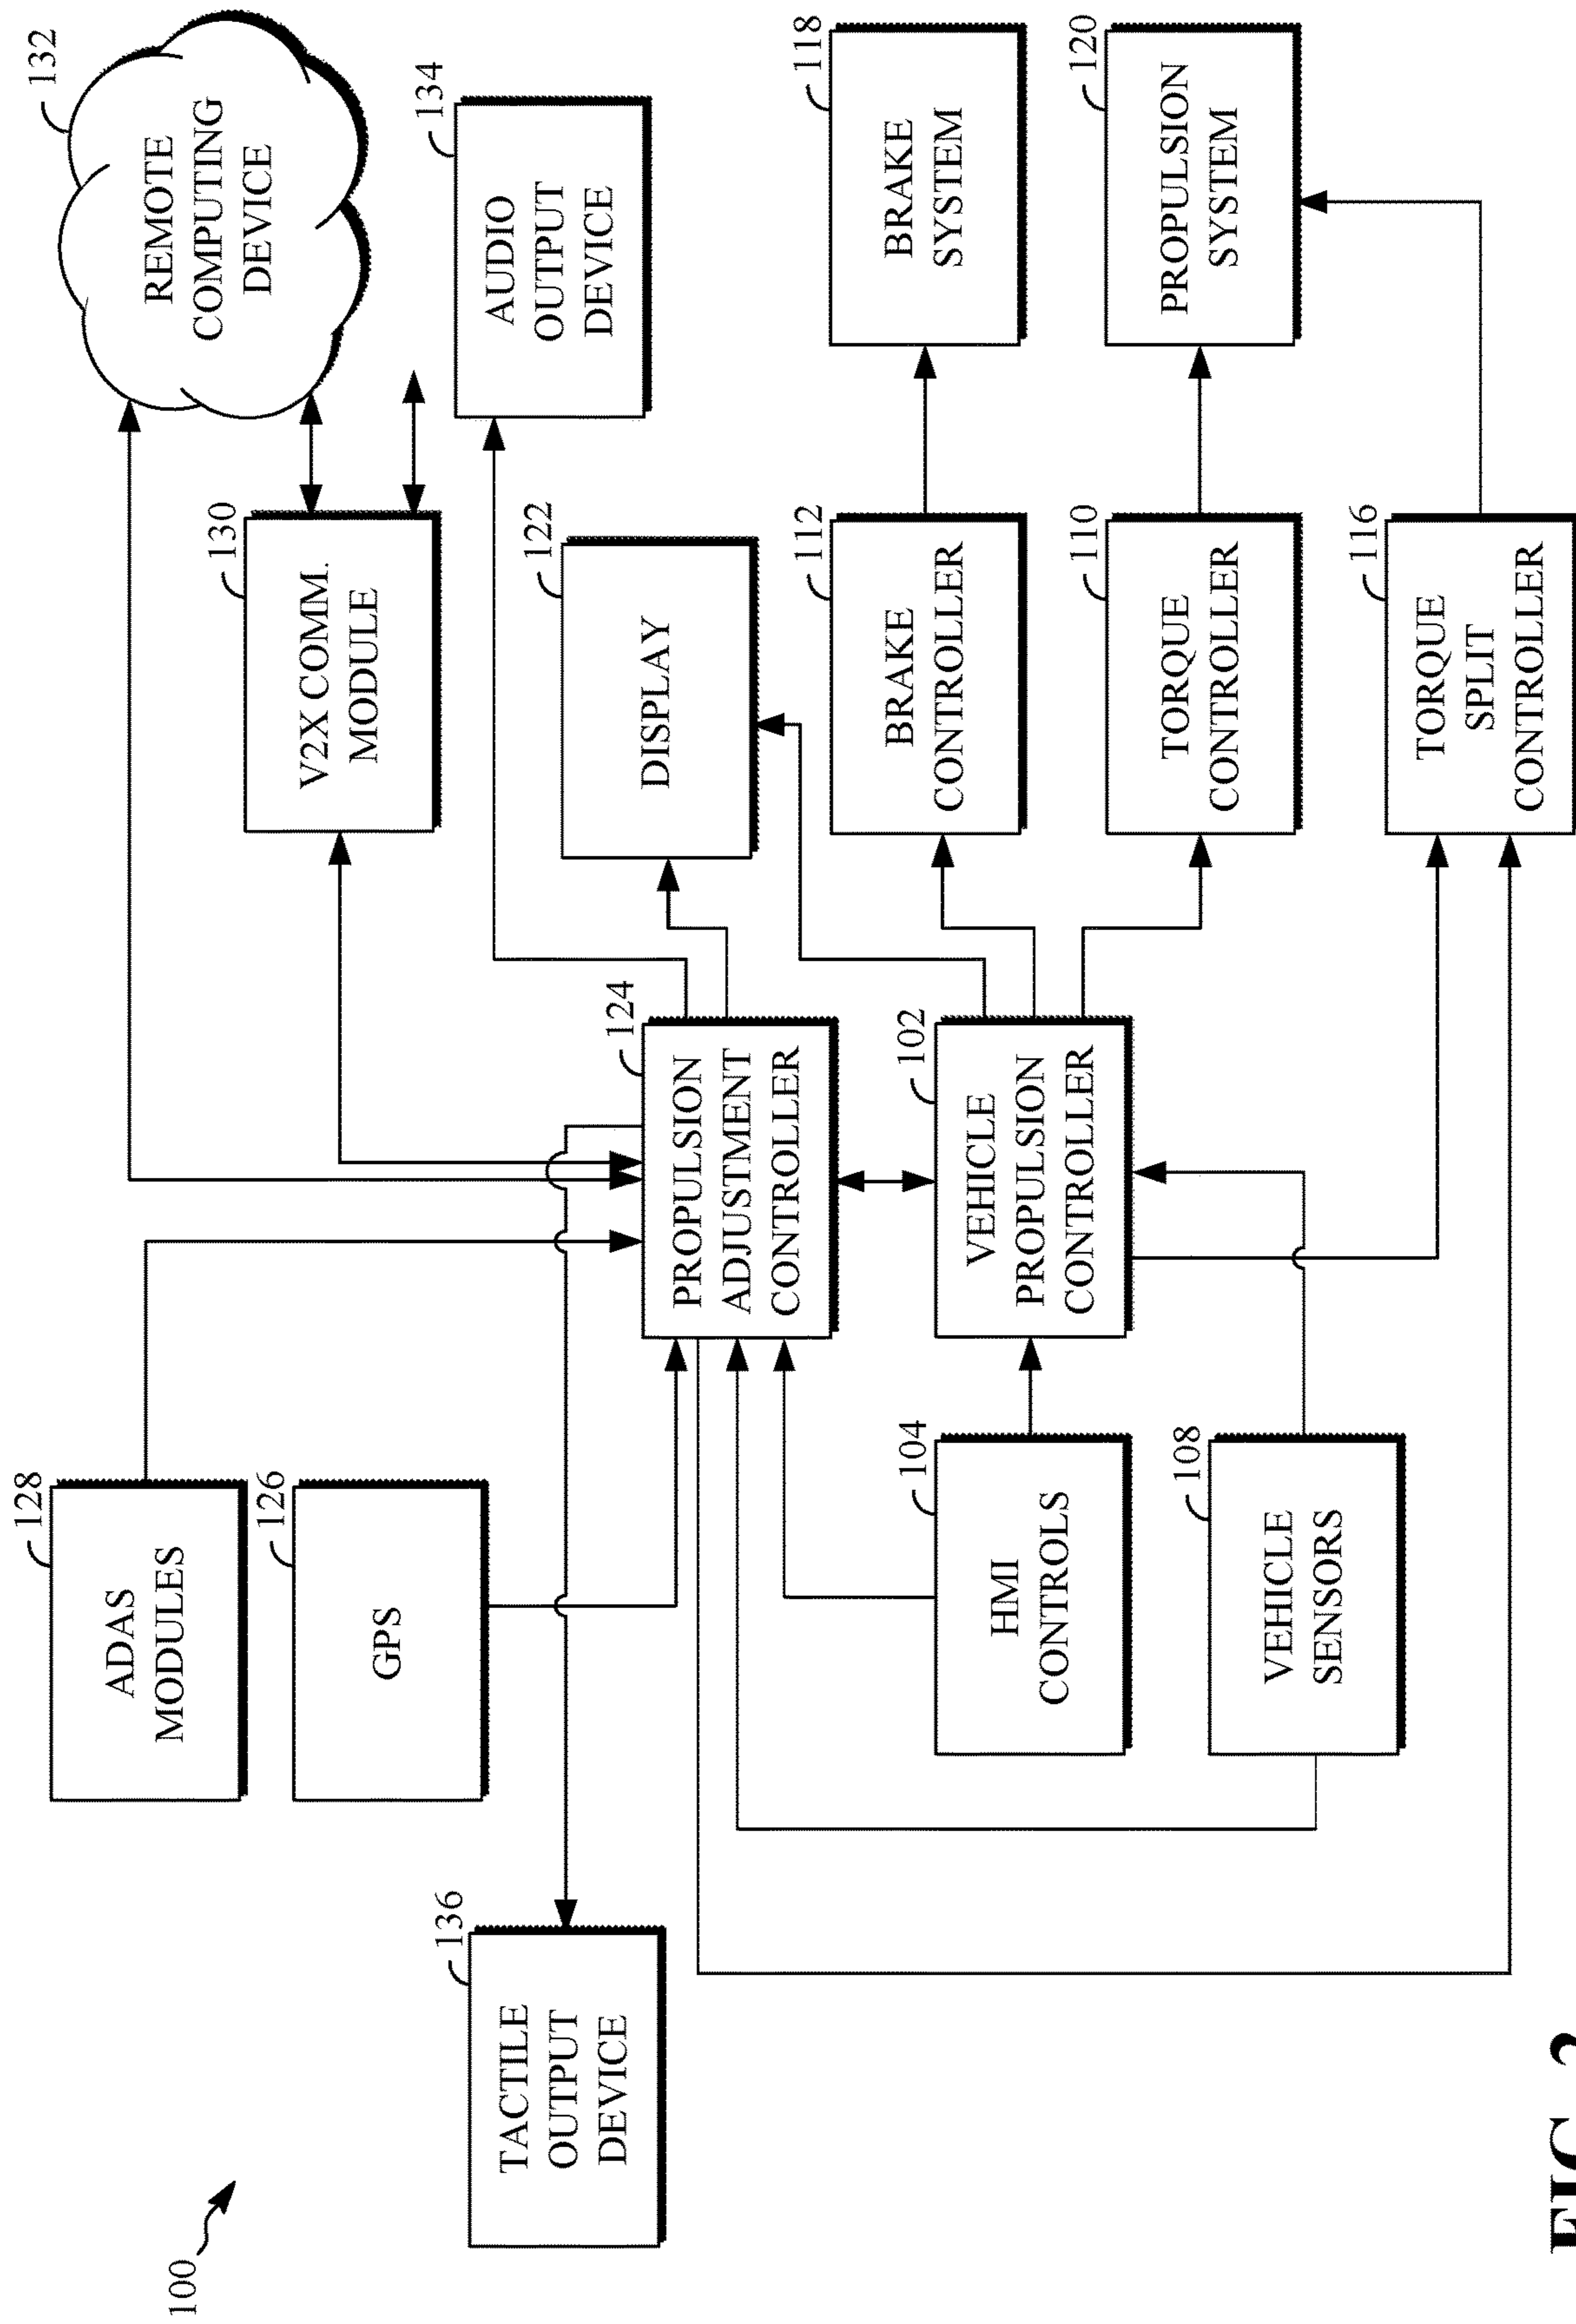 100
136
TACTILE
OUTPUT
DEVICE
128
ADAS
MODULES
126
GPS
104
HMI
CONTROLS
108
VEHICLE
SENSORS
124
PROPULSION
ADJUSTMENT
CONTROLLER
102
VEHICLE
PROPULSION
CONTROLLER
130
V2X COMM.
MODULE
122
DISPLAY
112
BRAKE
CONTROLLER
110
TORQUE
CONTROLLER
116
TORQUE
SPLIT
CONTROLLER
132
REMOTE
COMPUTING
DEVICE
134
AUDIO
OUTPUT
DEVICE
118
BRAKE
SYSTEM
120
PROPULSION
SYSTEM
FIG. 2